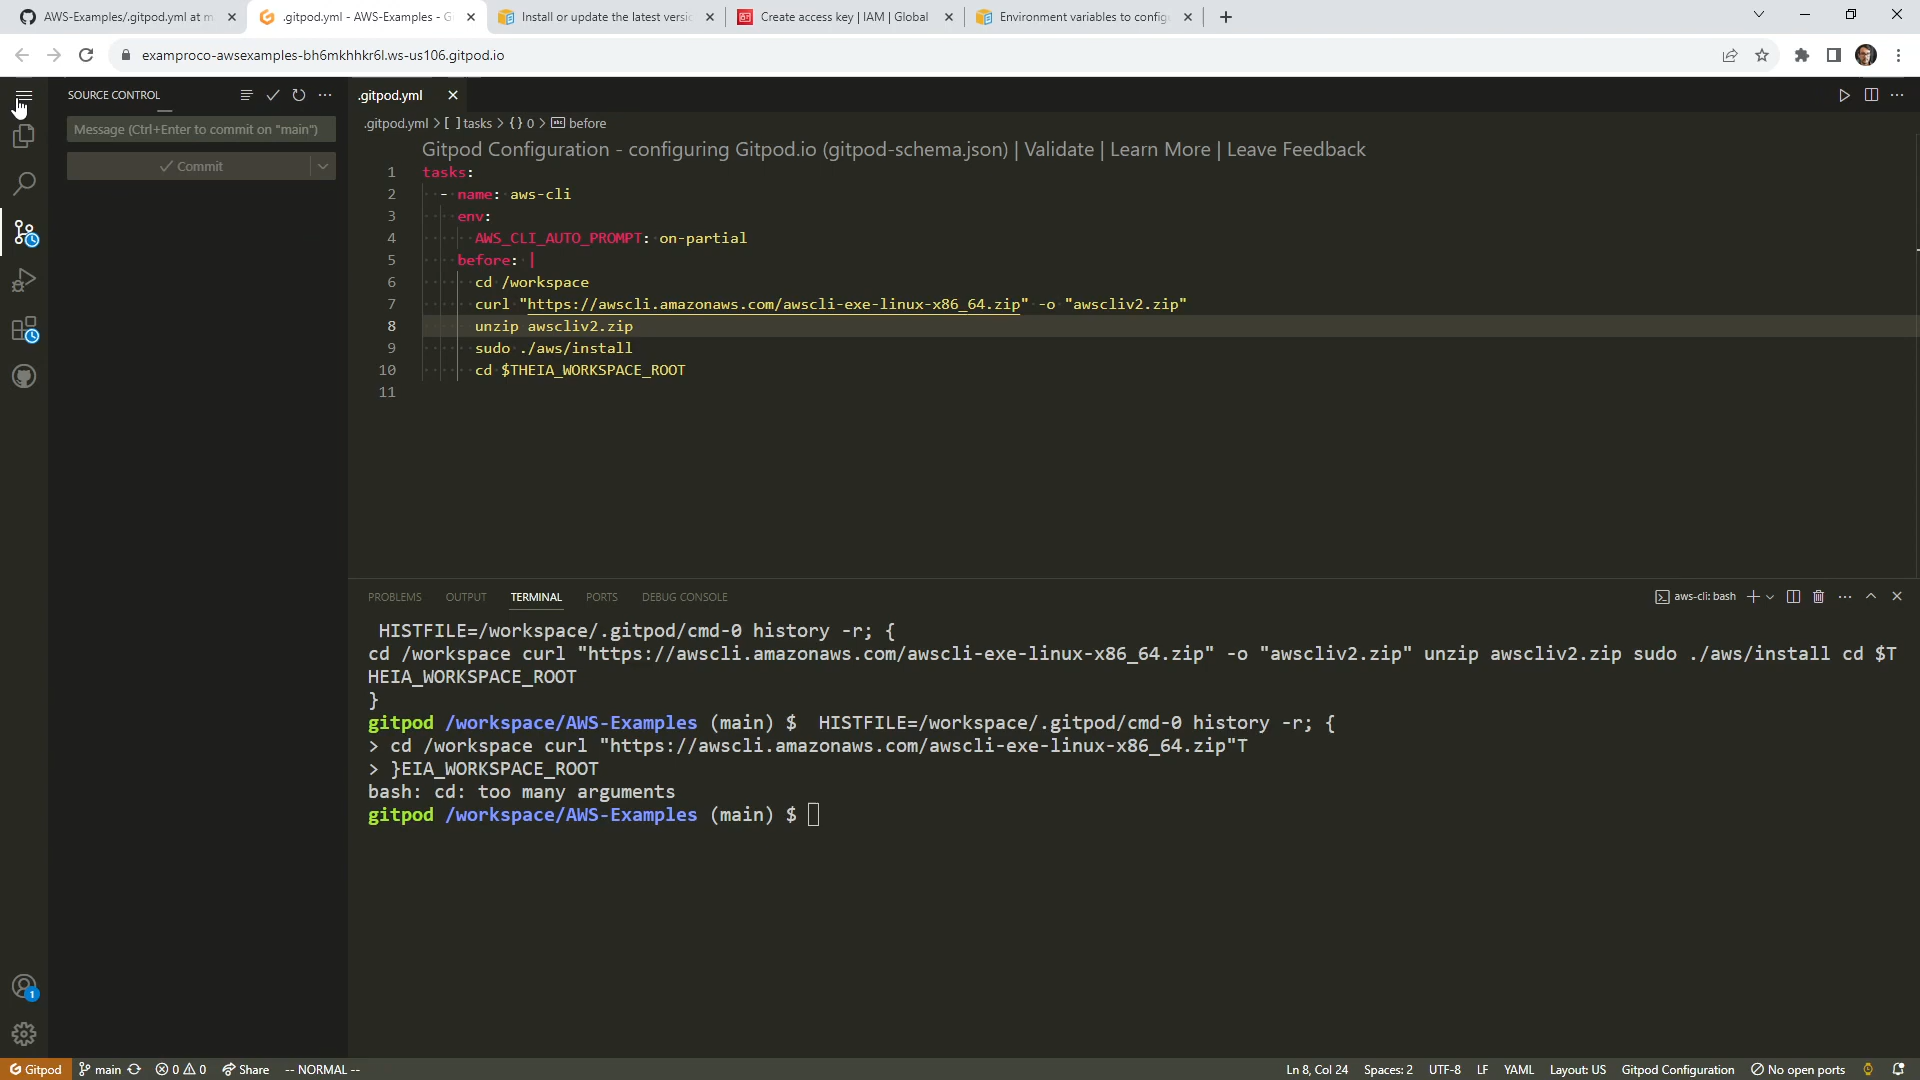 AWS-Examples/.gitpod.yml at m
.gitpod.yml - AWS-Examples - G
Install or update the latest versi
Create access key | IAM | Global
Environment variables to config
examproco-awsexamples-bh6mkhhkr6l.ws-us106.gitpod.io
SOURCE CONTROL
.gitpod.yml
Message (Ctrl+Enter to commit on "main")
.gitpod.yml > [ ] tasks > {} 0 > abc before
Commit
Gitpod Configuration - configuring Gitpod.io (gitpod-schema.json) | Validate | Learn More | Leave Feedback
1 tasks:
2 - name: aws-cli
3 env:
4 AWS_CLI_AUTO_PROMPT: on-partial
5 before: |
6 cd /workspace
7 curl "https://awscli.amazonaws.com/awscli-exe-linux-x86_64.zip" -o "awscliv2.zip"
8 unzip awscliv2.zip
9 sudo ./aws/install
10 cd $THEIA_WORKSPACE_ROOT
11
PROBLEMS OUTPUT TERMINAL PORTS DEBUG CONSOLE
aws-cli: bash
HISTFILE=/workspace/.gitpod/cmd-0 history -r; {
cd /workspace curl "https://awscli.amazonaws.com/awscli-exe-linux-x86_64.zip" -o "awscliv2.zip" unzip awscliv2.zip sudo ./aws/install cd $T
HEIA_WORKSPACE_ROOT
}
gitpod /workspace/AWS-Examples (main) $ HISTFILE=/workspace/.gitpod/cmd-0 history -r; {
> cd /workspace curl "https://awscli.amazonaws.com/awscli-exe-linux-x86_64.zip"T
> }EIA_WORKSPACE_ROOT
bash: cd: too many arguments
gitpod /workspace/AWS-Examples (main) $
1
Gitpod main 0 0 Share -- NORMAL -- Ln 8, Col 24 Spaces: 2 UTF-8 LF YAML Layout: US Gitpod Configuration No open ports